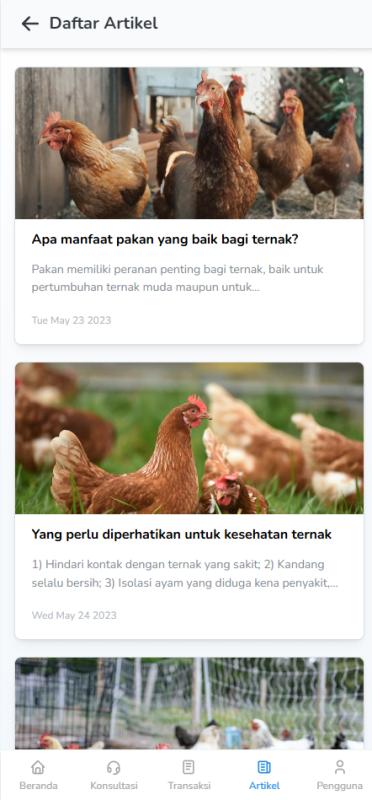 Daftar Artikel
Apa manfaat pakan yang baik bagi ternak?
Pakan memiliki peranan penting bagi ternak, baik untuk
pertumbuhan ternak muda maupun untuk...
Tue May 23 2023
Yang perlu diperhatikan untuk kesehatan ternak
1) Hindari kontak dengan ternak yang sakit; 2) Kandang
selalu bersih; 3) Isolasi ayam yang diduga kena penyakit,...
Wed May 24 2023
Beranda Konsultasi Transaksi Artikel Pengguna